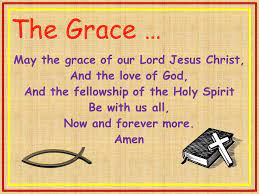 The Grace ...
May the grace of our Lord Jesus Christ,
And the love of God,
And the fellowship of the Holy Spirit
Be with us all,
Now and forever more.
Amen